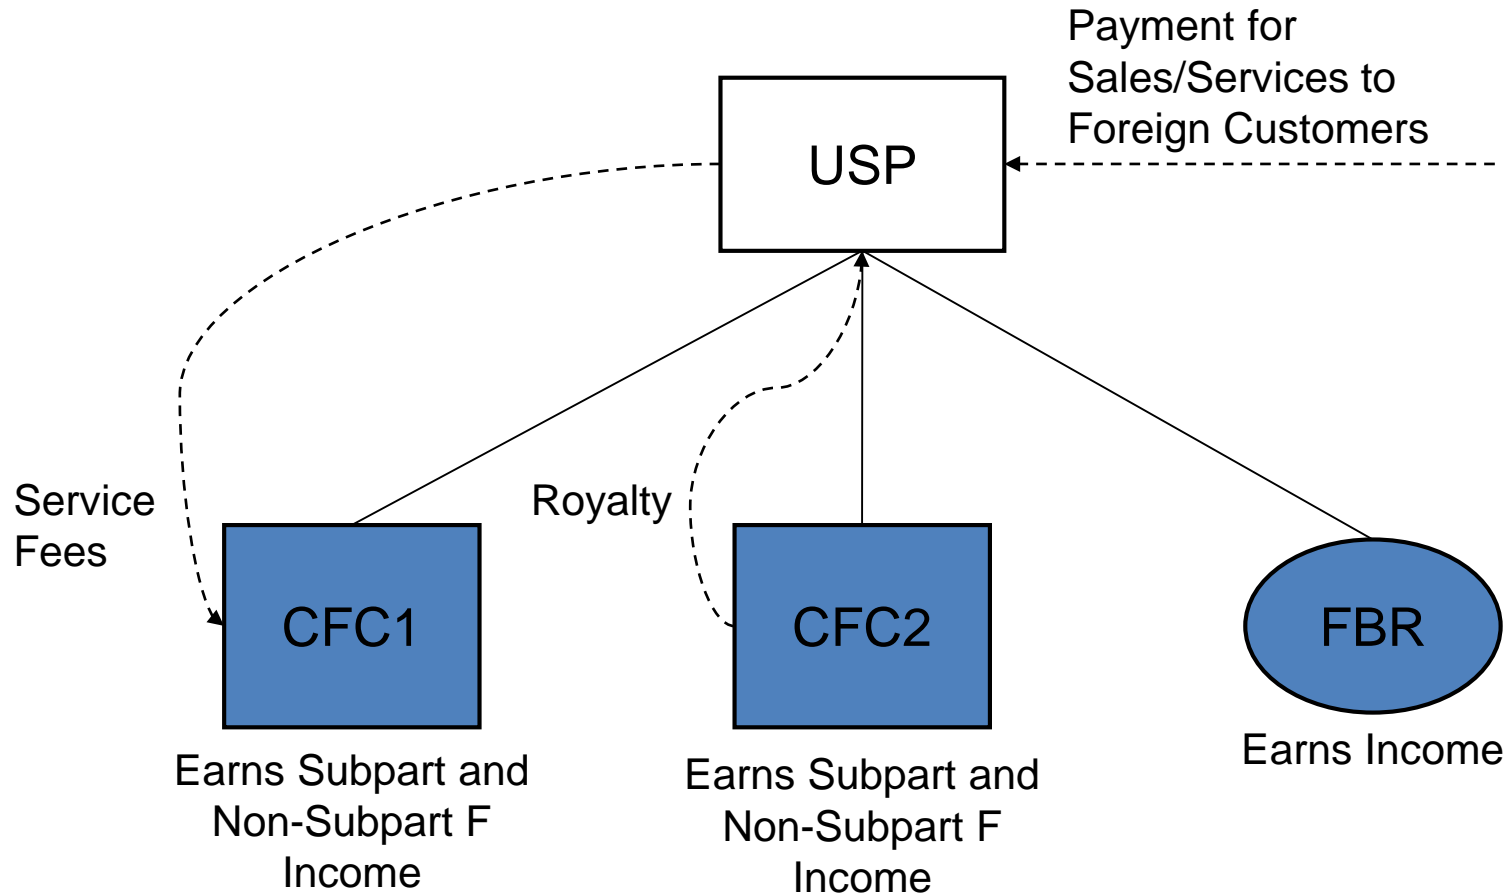 Payment for
Sales/Services to
Foreign Customers
USP
Service
Fees
Royalty
CFC1
CFC2
FBR
Earns Subpart and
Non-Subpart F
Income
Earns Subpart and
Non-Subpart F
Income
Earns Income